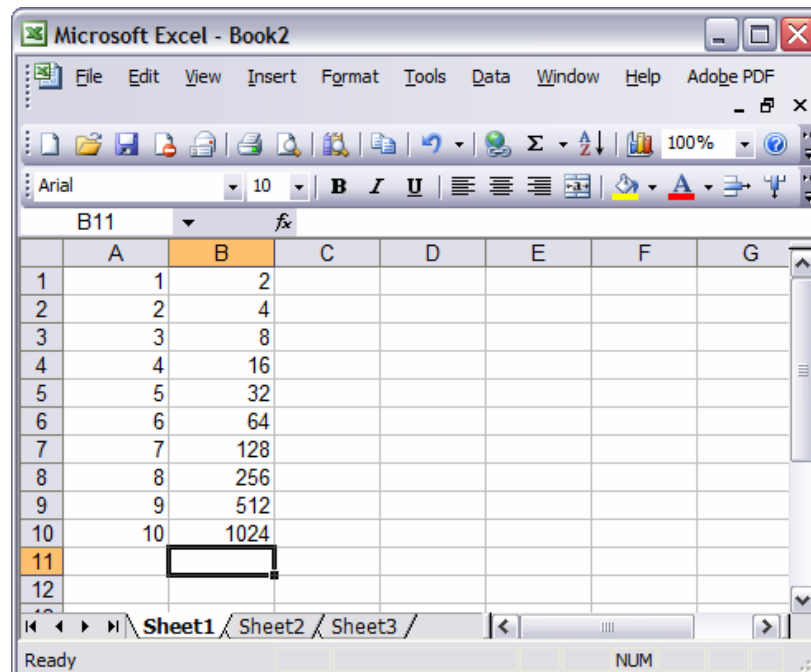 Microsoft Excel - Book2
File Edit View Insert Format Tools Data Window Help Adobe PDF
100%
Arial 10 B I U A
B11 fx
A B C D E F G
1 1 2
2 2 4
3 3 8
4 4 16
5 5 32
6 6 64
7 7 128
8 8 256
9 9 512
10 10 1024
11
12
Sheet1 Sheet2 Sheet3
Ready NUM